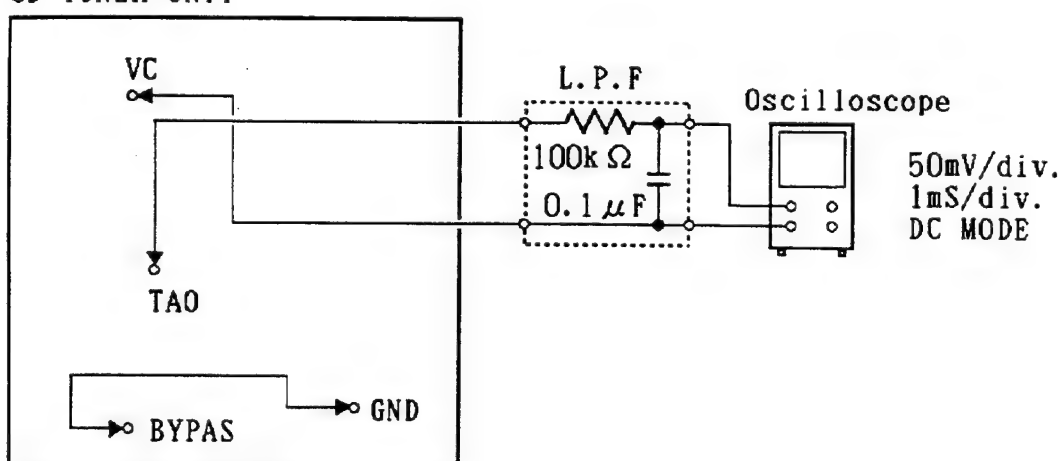 VC
TAO
BYPAS
GND
L.P.F
100kΩ
0.1μF
Oscilloscope
50mV/div.
1mS/div.
DC MODE